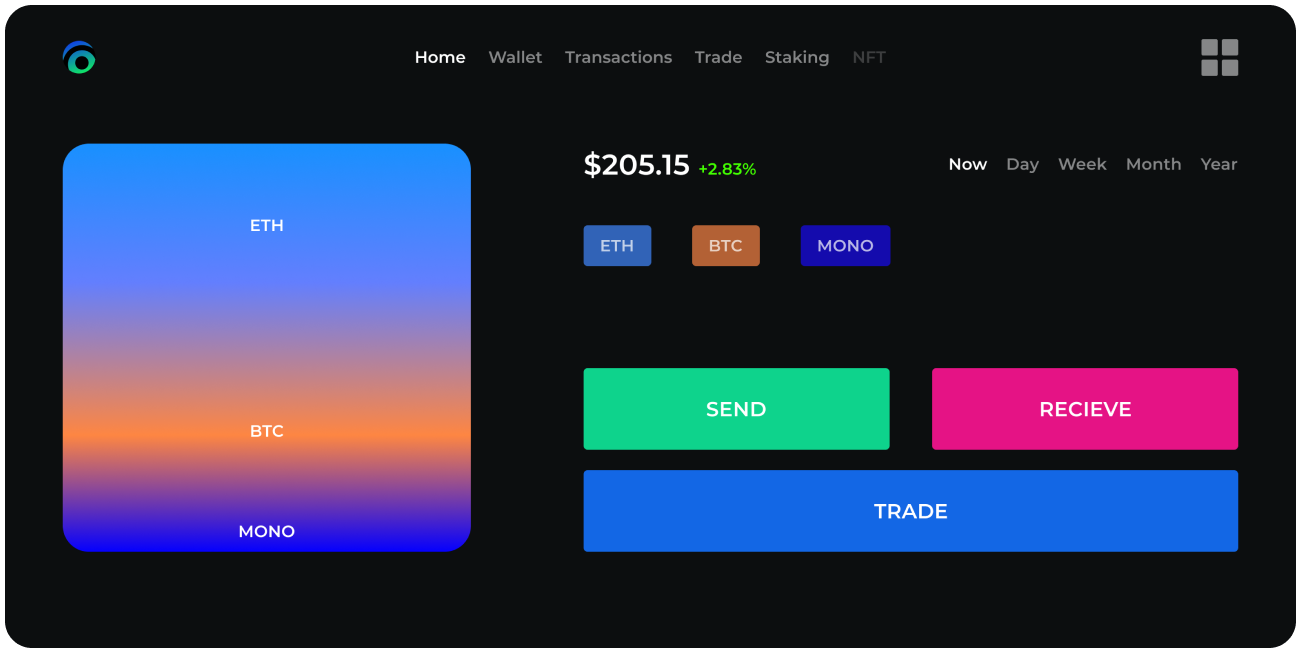 Home Wallet Transactions Trade Staking NFT
ETH
BTC
MONO
$205.15 +2.83%
Now Day Week Month Year
ETH BTC MONO
SEND RECIEVE
TRADE